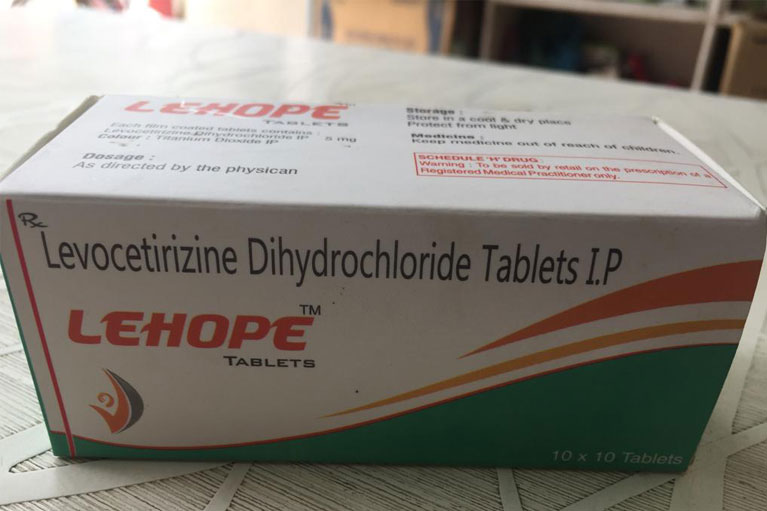 LEHOPE
TABLETS
Each film coated tablets contains :
Levocetirizine Dihydrochloride IP 5 mg
Colour : Titanium Dioxide IP
Dosage :
As directed by the physican
Storage :
Store in a cool & dry place
Protect from light
Medicine :
Keep medicine out of reach of children.
SCHEDULE 'H' DRUG
Warning : To be sold by retail on the prescription of a
Registered Medical Practitioner only.
Rx
Levocetirizine Dihydrochloride Tablets I.P
LEHOPE™
TABLETS
10 x 10 Tablets